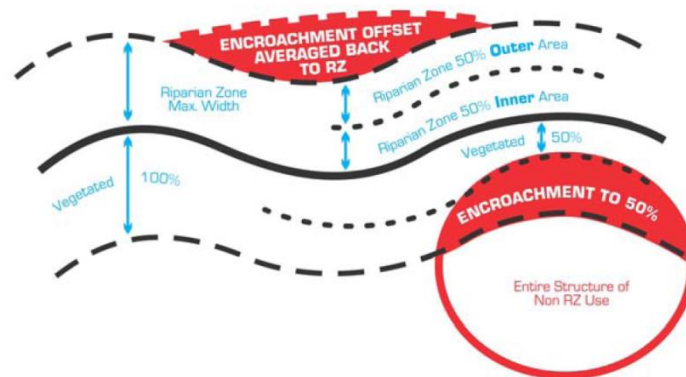 ENCROACHMENT OFFSET
AVERAGED BACK
TO RZ
Riparian Zone
Max. Width
Riparian Zone 50% Outer Area
Riparian Zone 50% Inner Area
Vegetated 100%
Vegetated 50%
ENCROACHMENT TO 50%
Entire Structure of
Non RZ Use